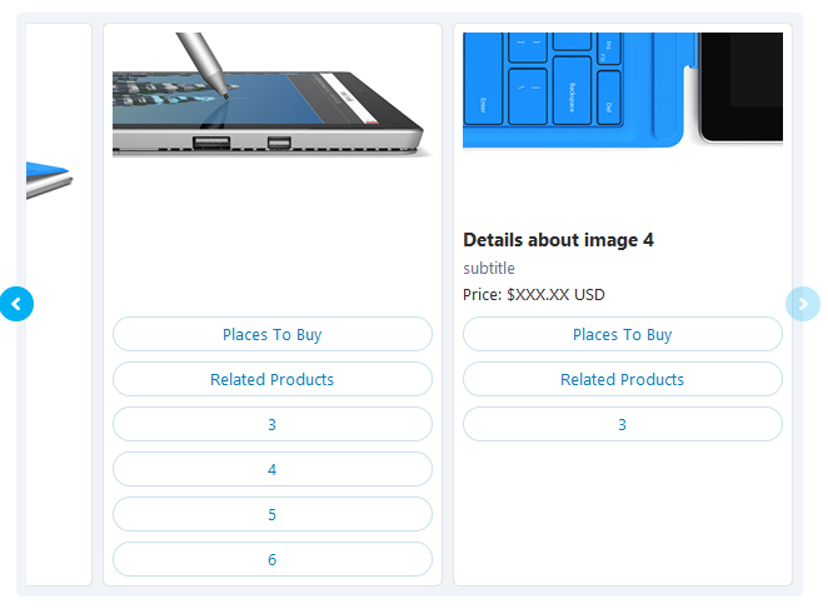 Enter
Backspace
Ins
Del
Places To Buy
Related Products
3
4
5
6
Details about image 4
subtitle
Price: $XXX.XX USD
Places To Buy
Related Products
3